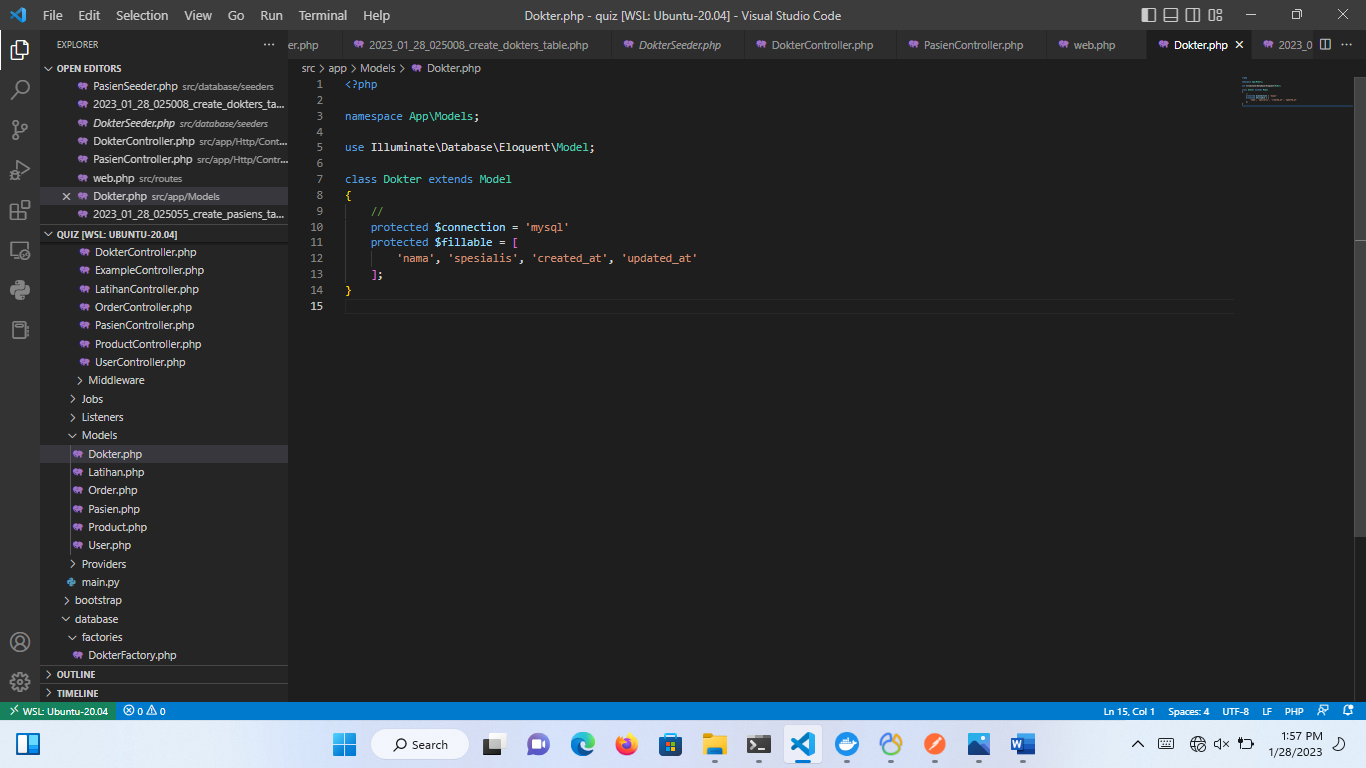 File Edit Selection View Go Run Terminal Help
Dokter.php - quiz [WSL: Ubuntu-20.04] - Visual Studio Code
EXPLORER
er.php 2023_01_28_025008_create_dokters_table.php DokterSeeder.php DokterController.php PasienController.php web.php Dokter.php 2023_0
OPEN EDITORS
PasienSeeder.php src/database/seeders
2023_01_28_025008_create_dokters_ta...
DokterSeeder.php src/database/seeders
DokterController.php src/app/Http/Cont...
PasienController.php src/app/Http/Contr...
web.php src/routes
Dokter.php src/app/Models
2023_01_28_025055_create_pasiens_ta...
QUIZ [WSL: UBUNTU-20.04]
DokterController.php
ExampleController.php
LatihanController.php
OrderController.php
PasienController.php
ProductController.php
UserController.php
Middleware
Jobs
Listeners
Models
Dokter.php
Latihan.php
Order.php
Pasien.php
Product.php
User.php
Providers
main.py
bootstrap
database
factories
DokterFactory.php
OUTLINE
TIMELINE
src > app > Models > Dokter.php
1 <?php
2
3 namespace App\Models;
4
5 use Illuminate\Database\Eloquent\Model;
6
7 class Dokter extends Model
8 {
9 //
10 protected $connection = 'mysql'
11 protected $fillable = [
12 'nama', 'spesialis', 'created_at', 'updated_at'
13 ];
14 }
15
WSL: Ubuntu-20.04 0 0
Ln 15, Col 1 Spaces: 4 UTF-8 LF PHP
Search
1:57 PM
1/28/2023